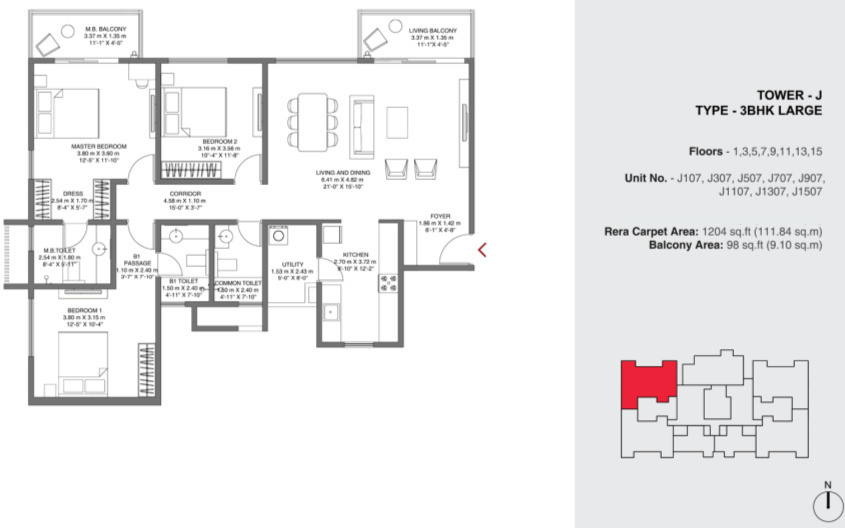 M.B. BALCONY
3.37 m X 1.35 m
11'-1" X 4'-5"
LIVING BALCONY
3.37 m X 1.35 m
11'-1"X 4'-5"
MASTER BEDROOM
3.80 m X 3.60 m
12'-5" X 11'-10"
BEDROOM 2
3.16 m X 3.56 m
10'-4" X 11'-8"
LIVING AND DINING
6.41 m X 4.82 m
21'-0" X 15'-10"
DRESS
2.54 m X 1.70 m
8'-4" X 5'-7"
CORRIDOR
4.58 m X 1.10 m
15'-0" X 3'-7"
FOYER
1.86 m X 1.42 m
6'-1" X 4'-8"
M.B.TOILET
2.54 m X 1.80 m
8'-4" X 5'-11"
B1
PASSAGE
1.10 m X 2.40 m
3'-7" X 7'-10"
B1 TOILET
1.50 m X 2.40 m
4'-11" X 7'-10"
COMMON TOILET
1.50 m X 2.40 m
4'-11" X 7'-10"
UTILITY
1.53 m X 2.43 m
5'-0" X 8'-0"
KITCHEN
2.70 m X 3.72 m
8'-10" X 12'-2"
BEDROOM 1
3.80 m X 3.15 m
12'-5" X 10'-4"
TOWER - J
TYPE - 3BHK LARGE
Floors - 1,3,5,7,9,11,13,15
Unit No. - J107, J307, J507, J707, J907,
J1107, J1307, J1507
Rera Carpet Area: 1204 sq.ft (111.84 sq.m)
Balcony Area: 98 sq.ft (9.10 sq.m)
N